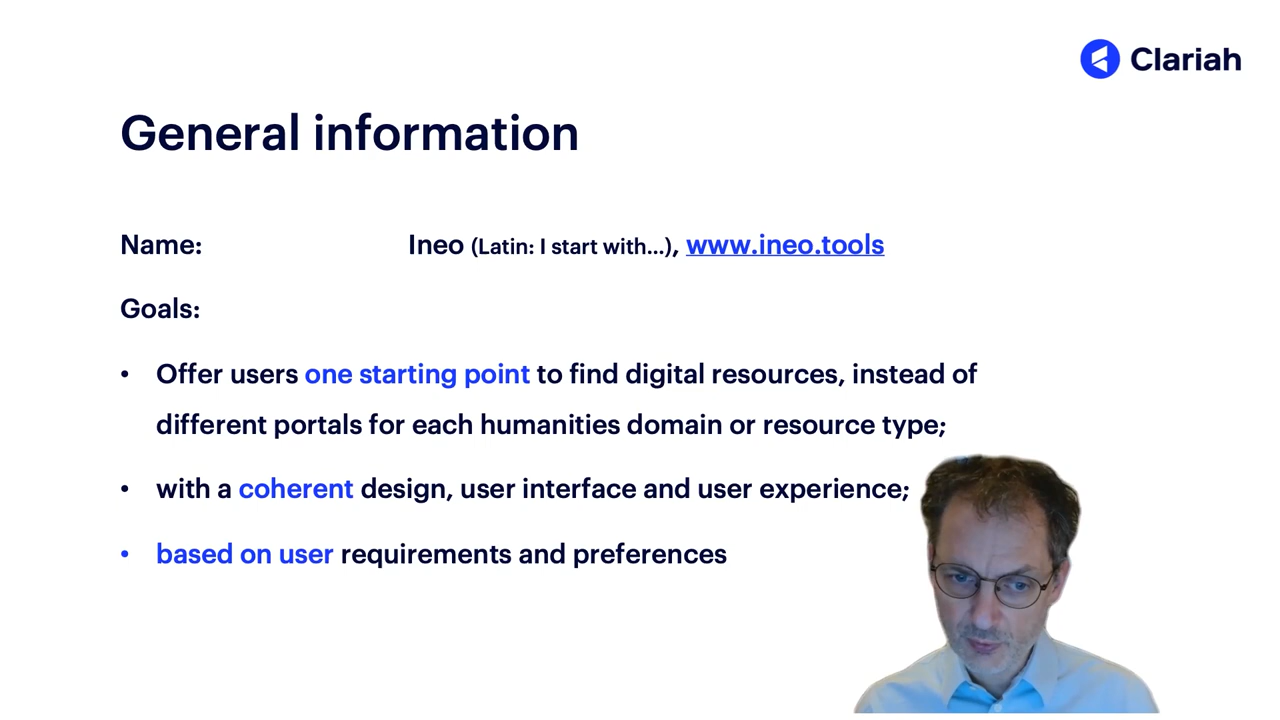 Clariah
General information
Name: Ineo (Latin: I start with...), www.ineo.tools
Goals:
• Offer users one starting point to find digital resources, instead of
different portals for each humanities domain or resource type;
• with a coherent design, user interface and user experience;
• based on user requirements and preferences